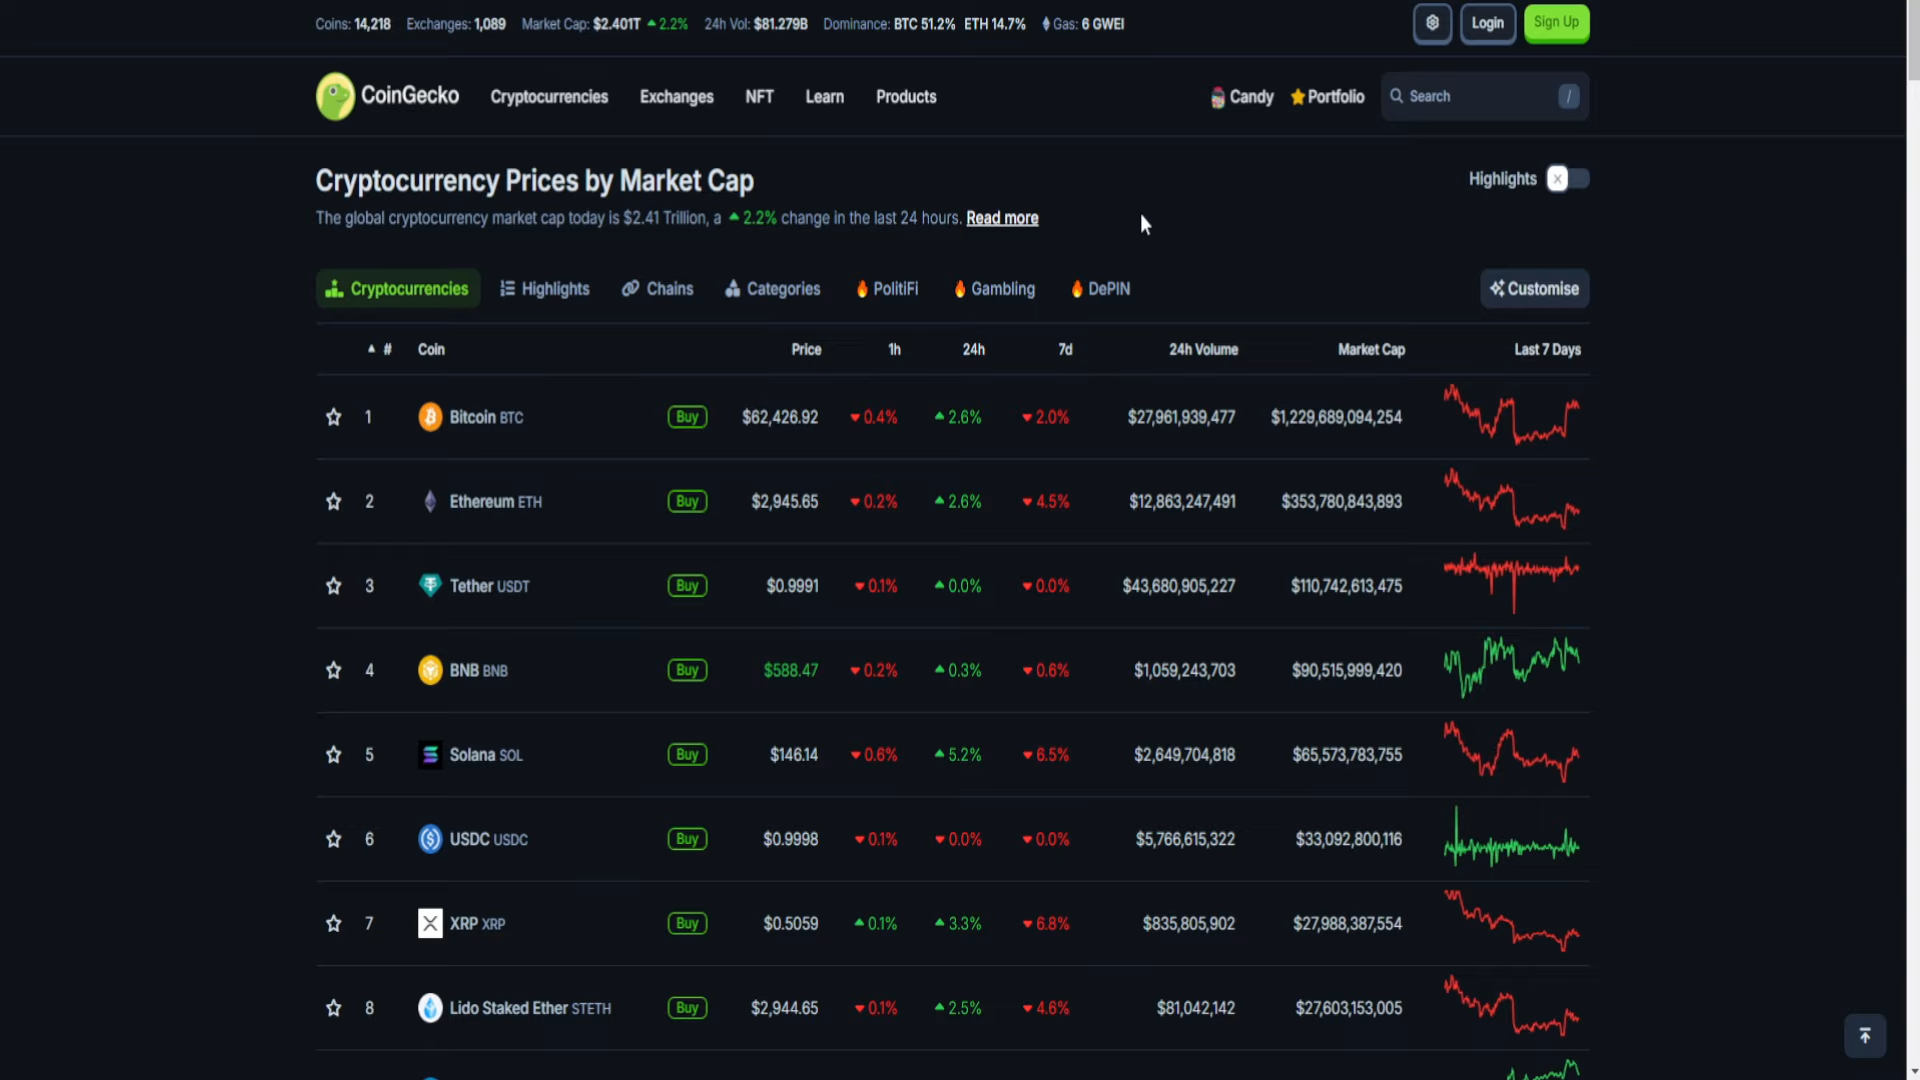 Coins: 14,218 Exchanges: 1,089 Market Cap: $2.401T 2.2% 24h Vol: $81.279B Dominance: BTC 51.2% ETH 14.7% Gas: 6 GWEI Login Sign Up
CoinGecko Cryptocurrencies Exchanges NFT Learn Products Candy Portfolio Search /
Cryptocurrency Prices by Market Cap Highlights
The global cryptocurrency market cap today is $2.41 Trillion, a 2.2% change in the last 24 hours. Read more
Cryptocurrencies Highlights Chains Categories PolitiFi Gambling DePIN Customise
# Coin Price 1h 24h 7d 24h Volume Market Cap Last 7 Days
1 Bitcoin BTC Buy $62,426.92 0.4% 2.6% 2.0% $27,961,939,477 $1,229,689,094,254
2 Ethereum ETH Buy $2,945.65 0.2% 2.6% 4.5% $12,863,247,491 $353,780,843,893
3 Tether USDT Buy $0.9991 0.1% 0.0% 0.0% $43,680,905,227 $110,742,613,475
4 BNB BNB Buy $588.47 0.2% 0.3% 0.6% $1,059,243,703 $90,515,999,420
5 Solana SOL Buy $146.14 0.6% 5.2% 6.5% $2,649,704,818 $65,573,783,755
6 USDC USDC Buy $0.9998 0.1% 0.0% 0.0% $5,766,615,322 $33,092,800,116
7 XRP XRP Buy $0.5059 0.1% 3.3% 6.8% $835,805,902 $27,988,387,554
8 Lido Staked Ether STETH Buy $2,944.65 0.1% 2.5% 4.6% $81,042,142 $27,603,153,005